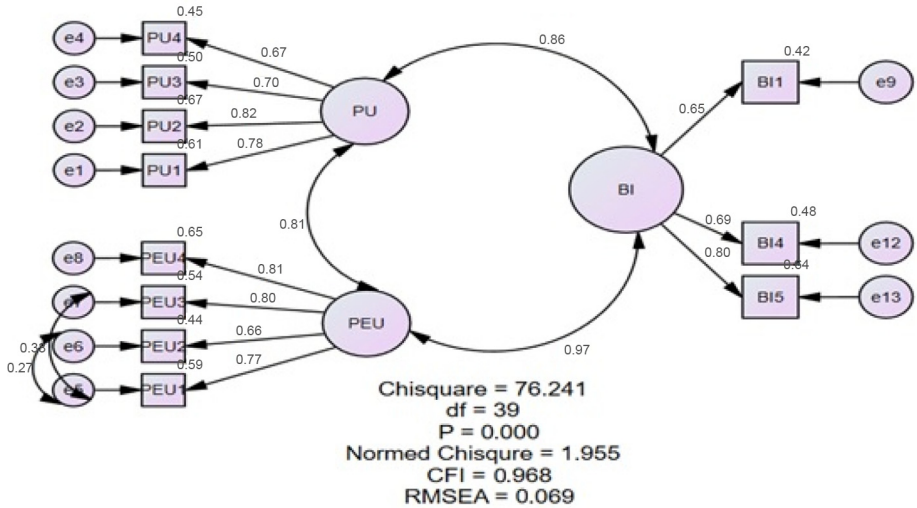 0.45
e4 PU4 0.67
0.50
e3 PU3 0.70
0.67
e2 PU2 0.82
0.61
e1 PU1 0.78
PU
0.86
0.42
BI1 e9
0.65
BI
0.69
0.48
BI4 e12
0.80
0.64
BI5 e13
0.81
0.65
e8 PEU4 0.81
0.54
e7 PEU3 0.80
0.44
e6 PEU2 0.66
0.59
e5 PEU1 0.77
0.27
PEU
0.97
Chisquare = 76.241
df = 39
P = 0.000
Normed Chisqure = 1.955
CFI = 0.968
RMSEA = 0.069